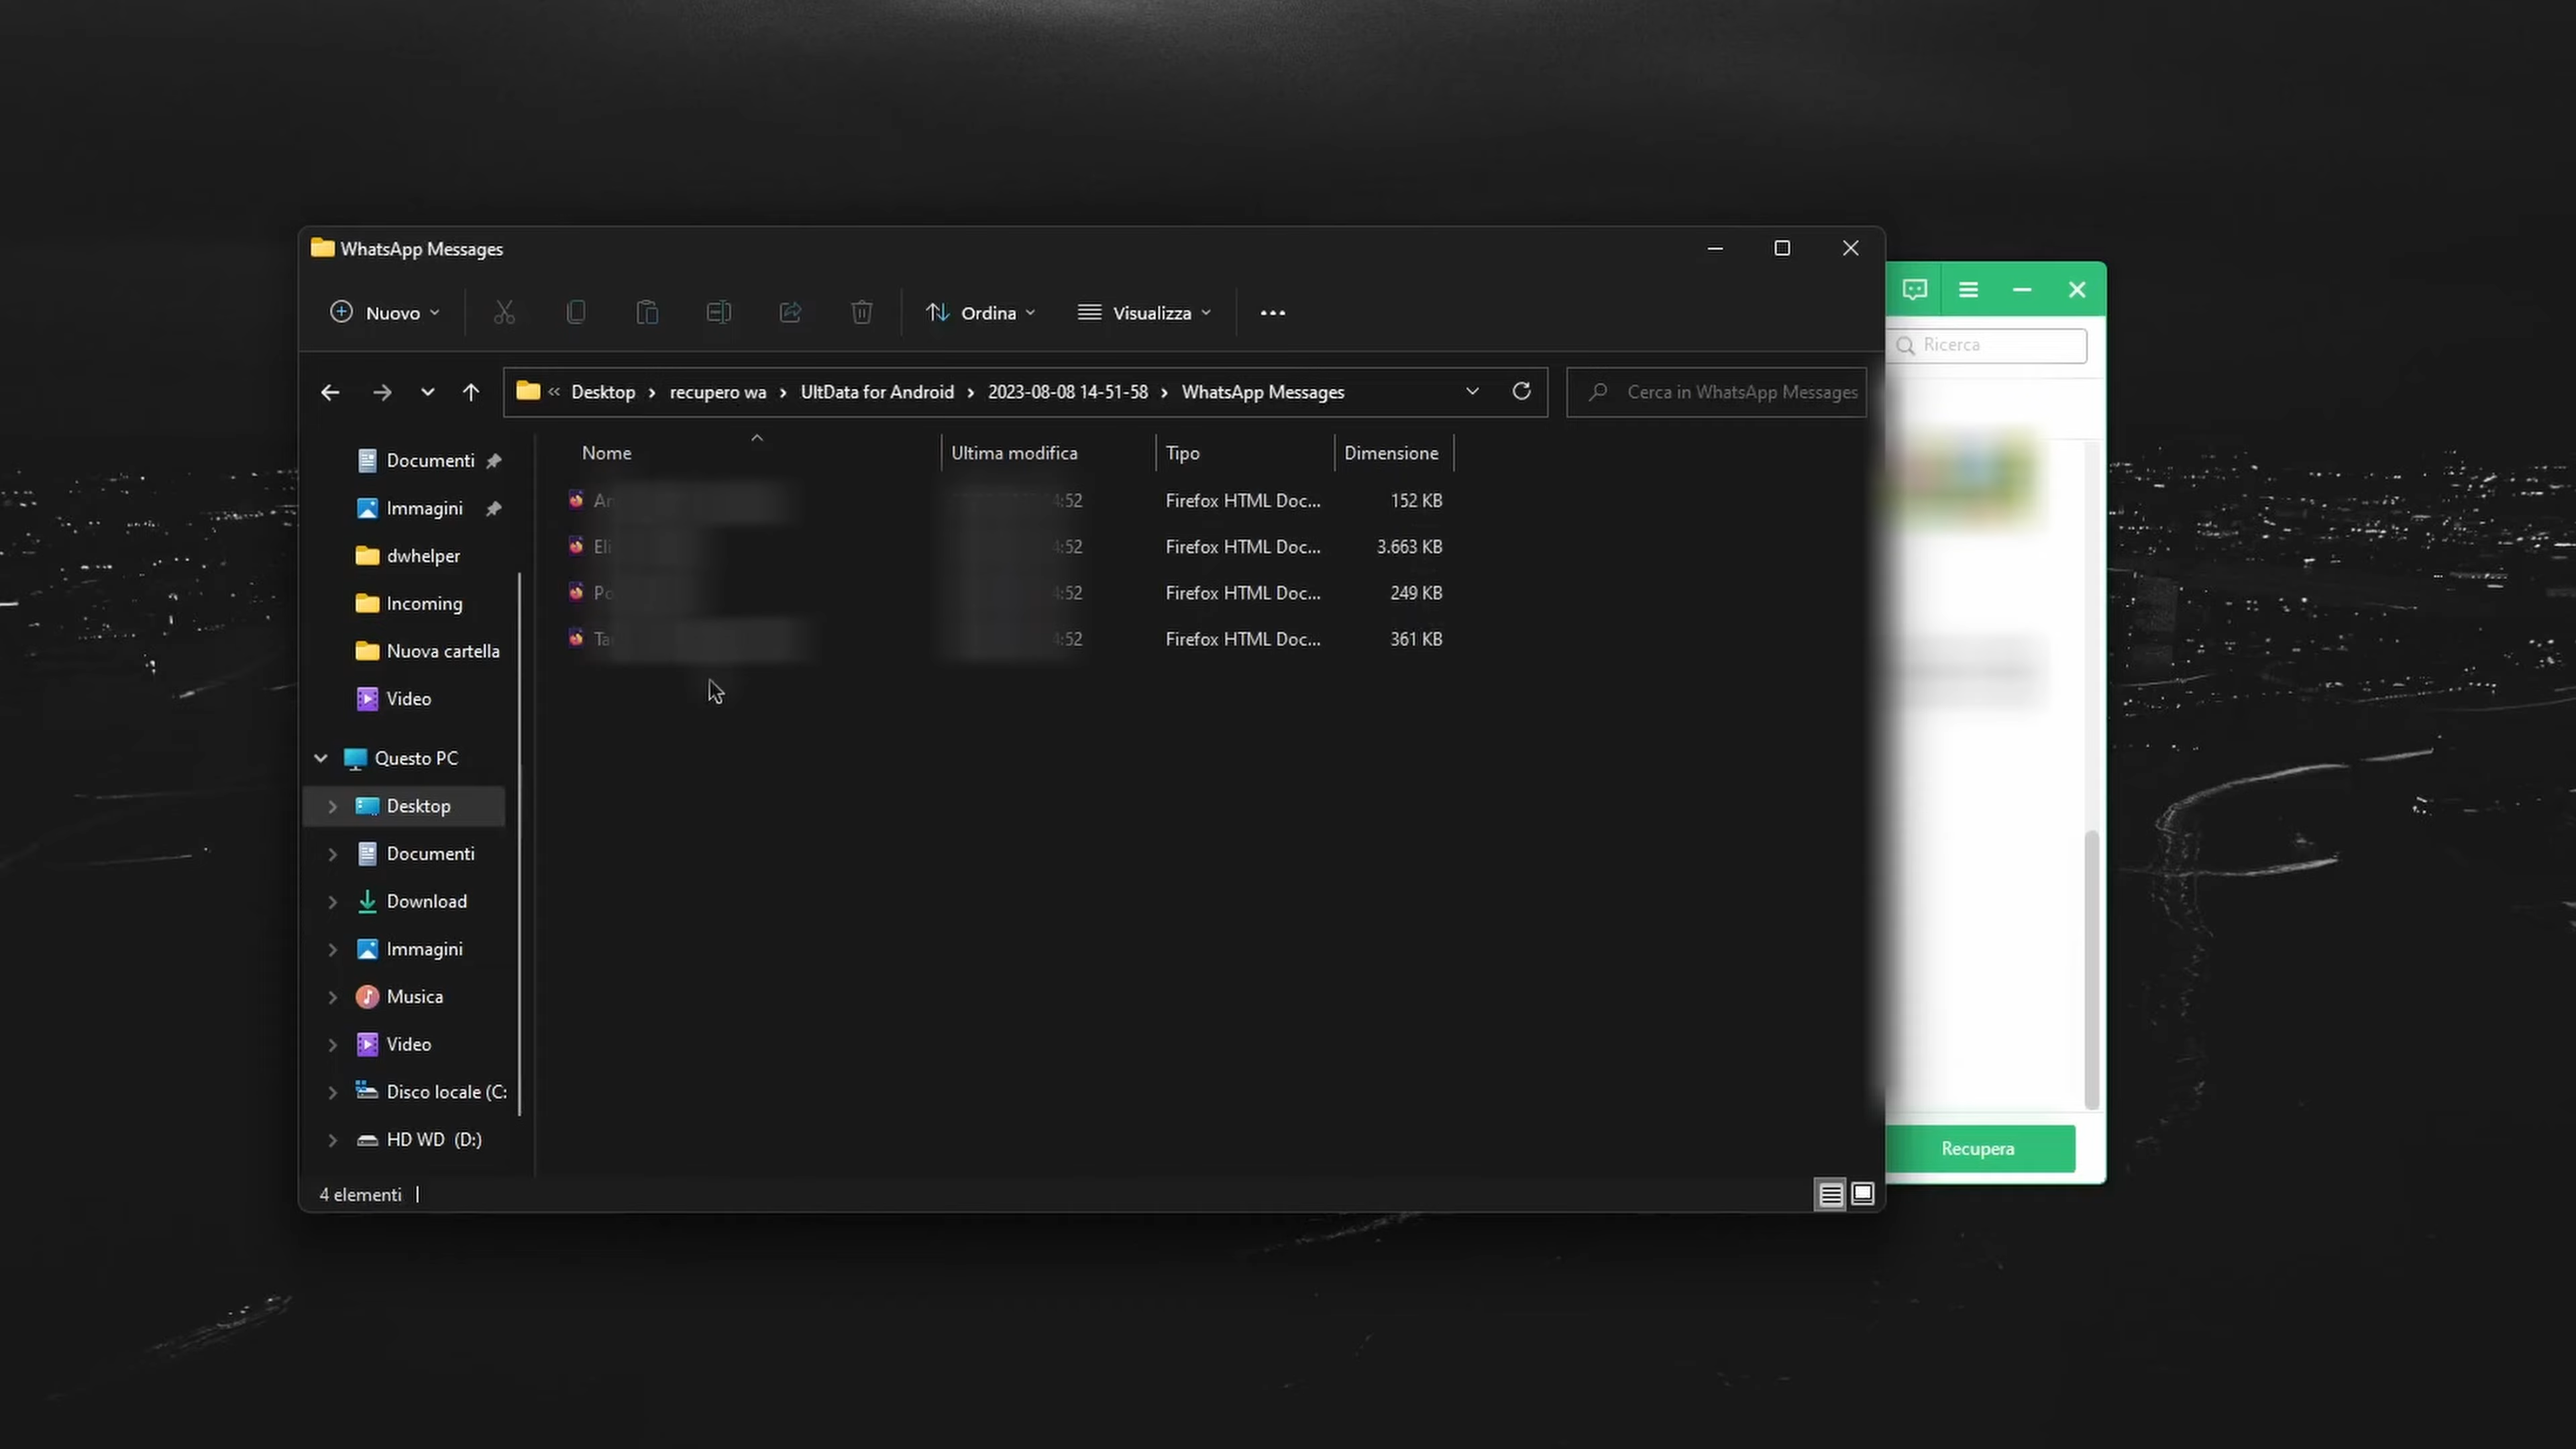 WhatsApp Messages
Nuovo Ordina Visualizza
Ricerca
« Desktop › recupero wa › UltData for Android › 2023-08-08 14-51-58 › WhatsApp Messages
Cerca in WhatsApp Messages
Nome Ultima modifica Tipo Dimensione
Firefox HTML Doc... 152 KB
Firefox HTML Doc... 3.663 KB
Firefox HTML Doc... 249 KB
Firefox HTML Doc... 361 KB
Documenti
Immagini
dwhelper
Incoming
Nuova cartella
Video
Questo PC
Desktop
Documenti
Download
Immagini
Musica
Video
Disco locale (C:
HD WD (D:)
4 elementi
Recupera